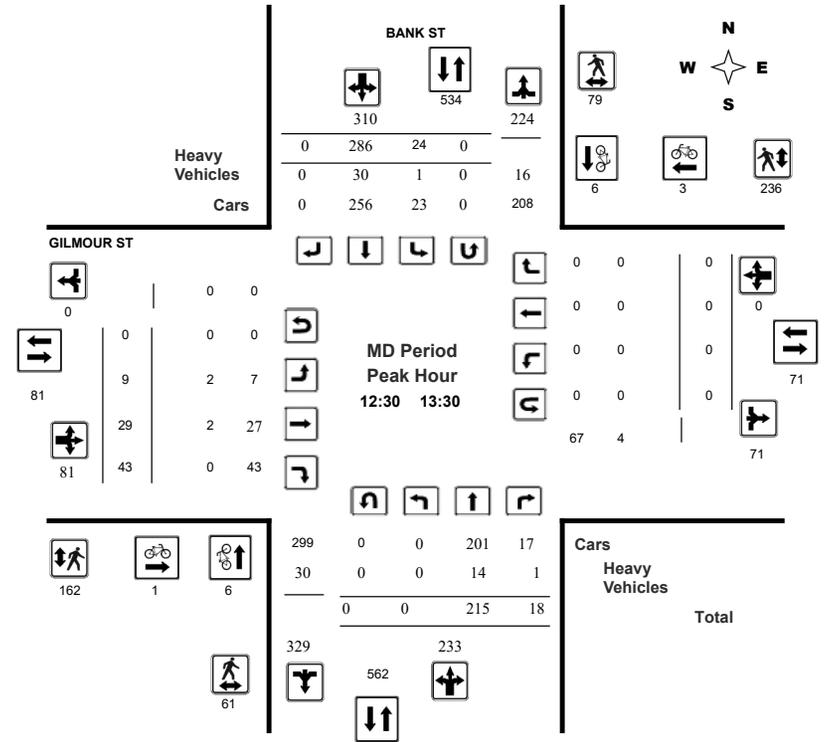 BANK ST
N
W E
S
534
79
310 224
0 286 24 0
Heavy
Vehicles
0 30 1 0 16
Cars
0 256 23 0 208
6 3 236
GILMOUR ST
0
0 0
0 0 0
81
9 2 7
29 2 27
81
43 0 43
MD Period
Peak Hour
12:30 13:30
0 0 0
0 0 0 0
0 0 0
0 0 0
71
67 4
71
299 0 0 201 17
30 0 0 14 1
0 0 215 18
Cars
Heavy
Vehicles
Total
162 1 6
329 233
562
61